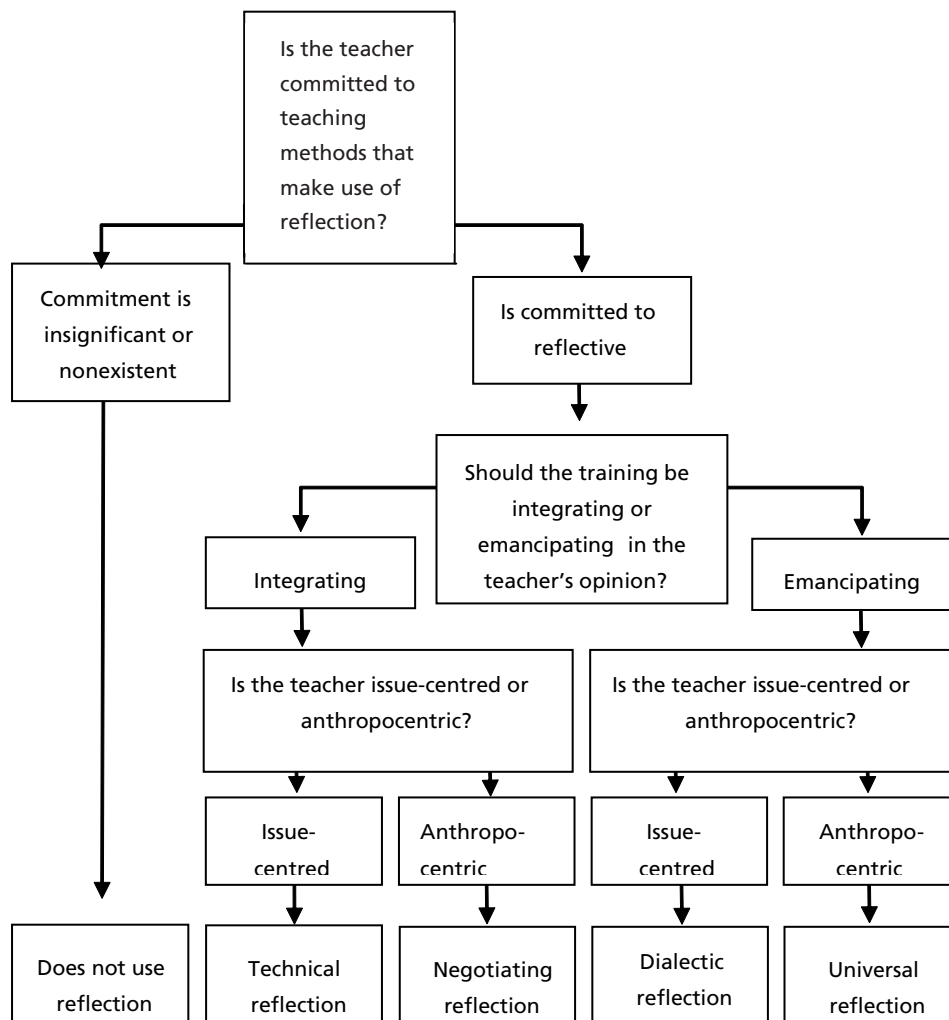 Is the teacher
committed to
teaching
methods that
make use of
reflection?
Commitment is
insignificant or
nonexistent
Is committed to
reflective
Should the training be
integrating or
emancipating in the
teacher's opinion?
Integrating
Emancipating
Is the teacher issue-centred or
anthropocentric?
Is the teacher issue-centred or
anthropocentric?
Issue-
centred
Anthropo-
centric
Issue-
centred
Anthropo-
centric
Does not use
reflection
Technical
reflection
Negotiating
reflection
Dialectic
reflection
Universal
reflection